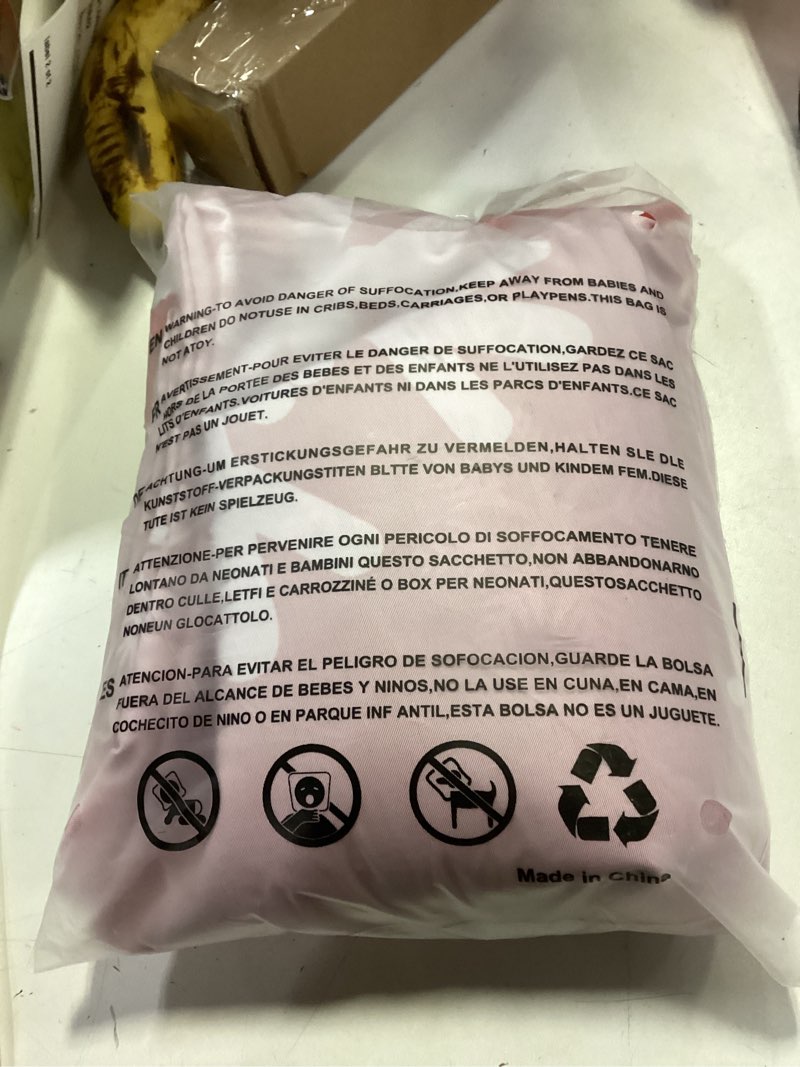 EN WARNING-TO AVOID DANGER OF SUFFOCATION,KEEP AWAY FROM BABIES AND
CHILDREN DO NOTUSE IN CRIBS,BEDS.CARRIAGES,OR PLAYPENS.THIS BAG IS
NOT ATOY.
FR AVERTISSEMENT-POUR EVITER LE DANGER DE SUFFOCATION,GARDEZ CE SAC
HORS DE LA PORTEE DES BEBES ET DES ENFANTS NE L'UTILISEZ PAS DANS LES
LITS.D'ENFANTS.VOITURES D'ENFANTS NI DANS LES PARCS D'ENFANTS.CE SAC
N'EST PAS UN JOUET.
DE ACHTUNG-UM ERSTICKUNGSGEFAHR ZU VERMELDEN,HALTEN SLE DLE
KUNSTSTOFF-VERPACKUNGSTITEN BLTTE VON BABYS UND KINDEM FEM.DIESE
TUTE IST KEIN SPIELZEUG.
IT ATTENZIONE-PER PERVENIRE OGNI PERICOLO DI SOFFOCAMENTO TENERE
LONTANO DA NEONATI E BAMBINI QUESTO SACCHETTO,NON ABBANDONARNO
DENTRO CULLE,LETFI E CARROZZINÉ O BOX PER NEONATI,QUESTOSACCHETTO
NONEUN GLOCATTOLO.
ES ATENCION-PARA EVITAR EL PELIGRO DE SOFOCACION,GUARDE LA BOLSA
FUERA DEL ALCANCE DE BEBES Y NINOS,NO LA USE EN CUNA,EN CAMA,EN
COCHECITO DE NINO O EN PARQUE INF ANTIL,ESTA BOLSA NO ES UN JUGUETE.
Made in China